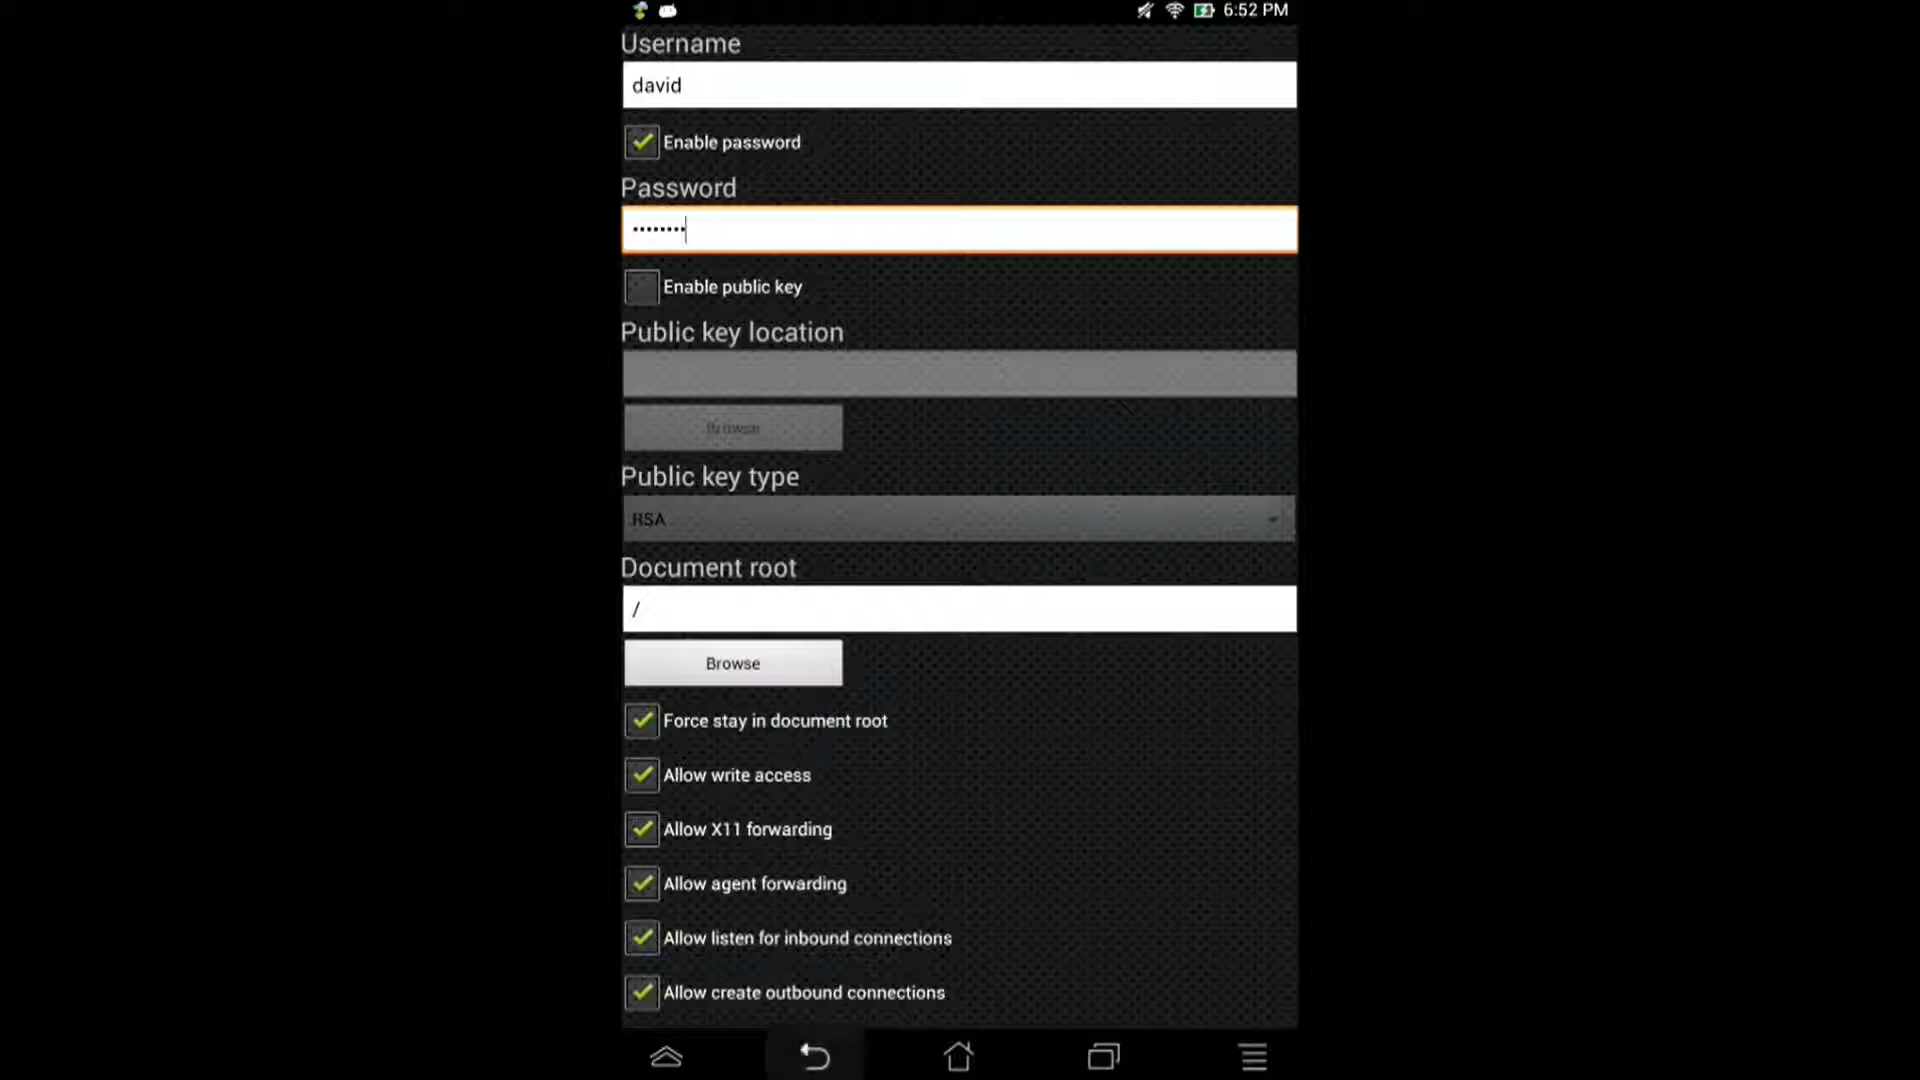 6:52 PM
Username
david
Enable password
Password
••••••••
Enable public key
Public key location
Browse
Public key type
RSA
Document root
/
Browse
Force stay in document root
Allow write access
Allow X11 forwarding
Allow agent forwarding
Allow listen for inbound connections
Allow create outbound connections